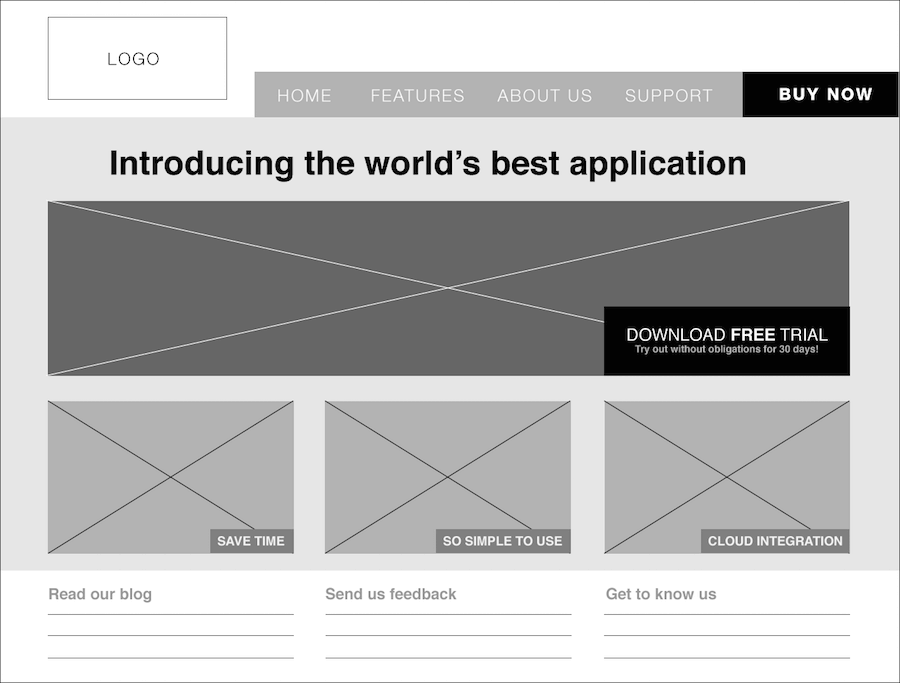 LOGO
HOME FEATURES ABOUT US SUPPORT BUY NOW
Introducing the world’s best application
DOWNLOAD FREE TRIAL
Try out without obligations for 30 days!
SAVE TIME SO SIMPLE TO USE CLOUD INTEGRATION
Read our blog Send us feedback Get to know us